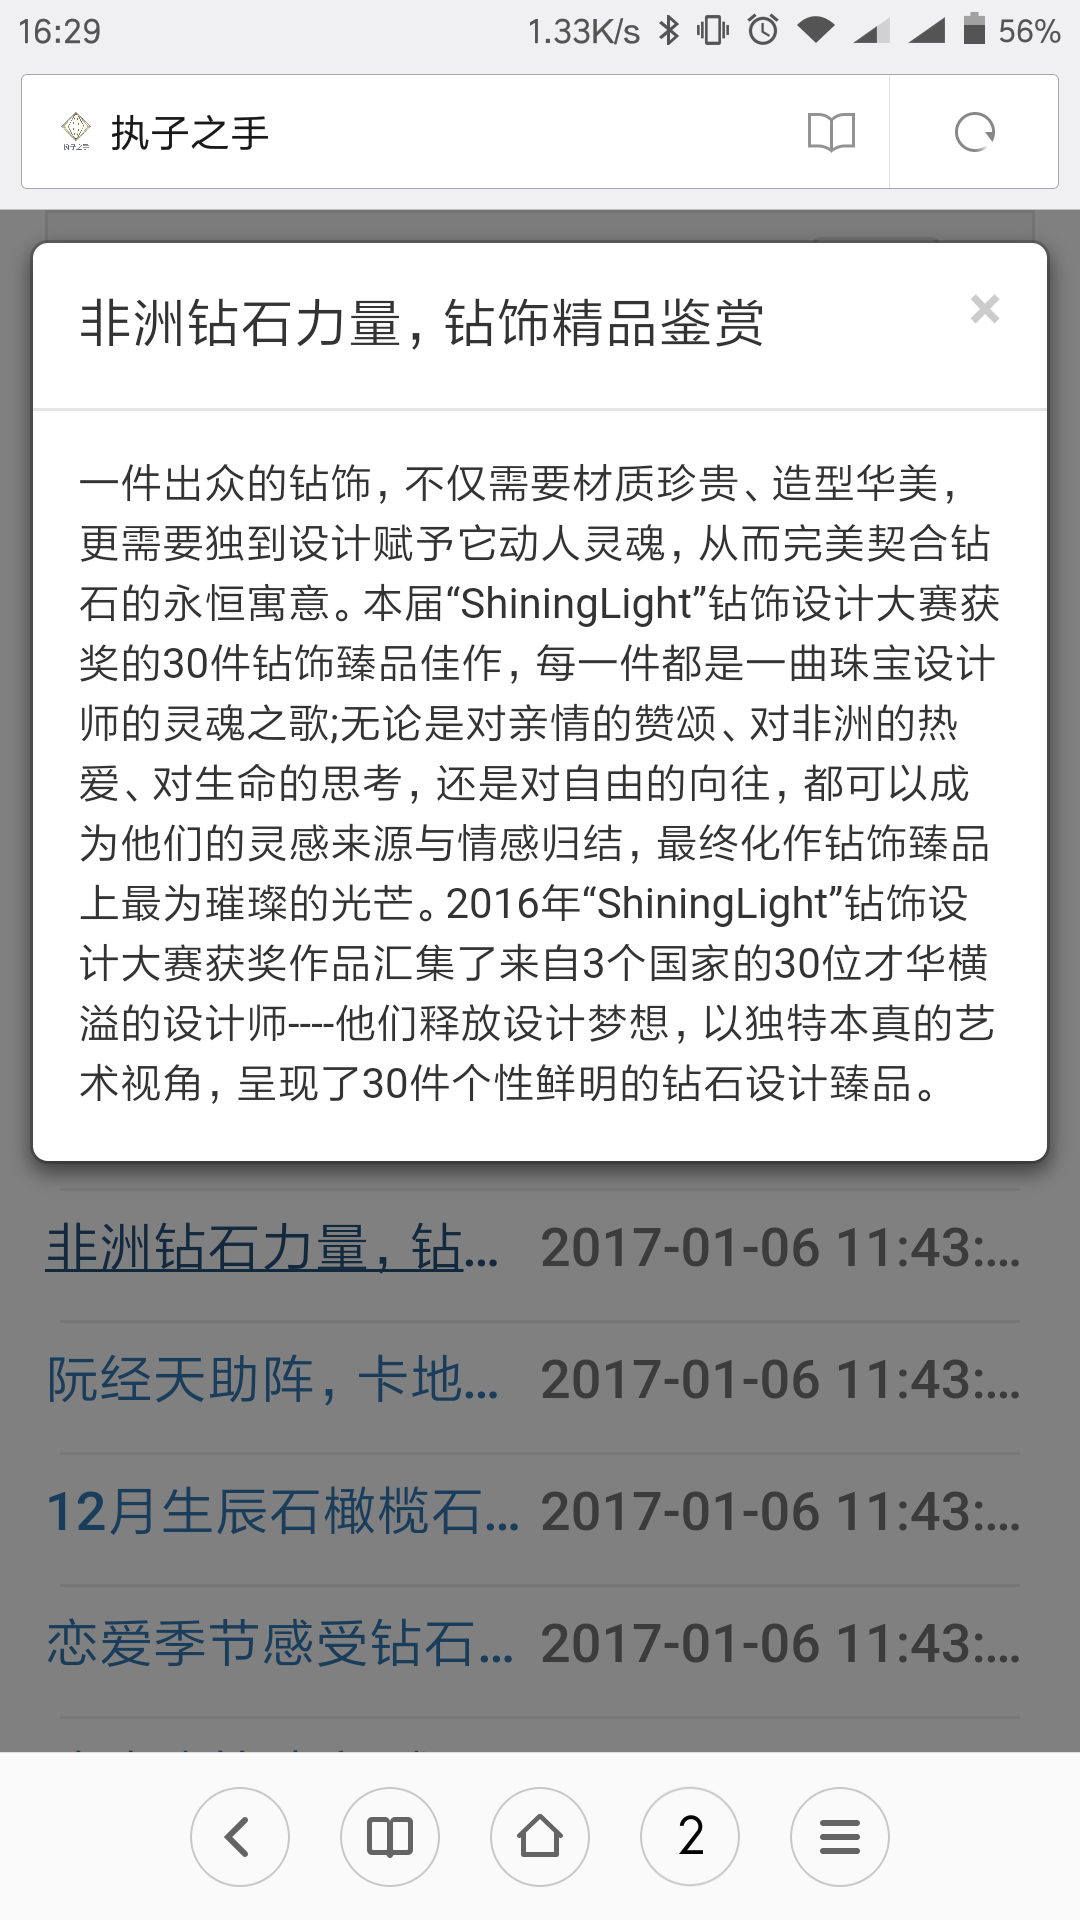 16:29 1.33K/s 56%
执子之手
执子之手
非洲钻石力量，钻饰精品鉴赏 ×
一件出众的钻饰，不仅需要材质珍贵、造型华美，
更需要独到设计赋予它动人灵魂，从而完美契合钻
石的永恒寓意。本届“ShiningLight”钻饰设计大赛获
奖的30件钻饰臻品佳作，每一件都是一曲珠宝设计
师的灵魂之歌;无论是对亲情的赞颂、对非洲的热
爱、对生命的思考，还是对自由的向往，都可以成
为他们的灵感来源与情感归结，最终化作钻饰臻品
上最为璀璨的光芒。2016年“ShiningLight”钻饰设
计大赛获奖作品汇集了来自3个国家的30位才华横
溢的设计师----他们释放设计梦想，以独特本真的艺
术视角，呈现了30件个性鲜明的钻石设计臻品。
非洲钻石力量，钻... 2017-01-06 11:43:...
阮经天助阵，卡地... 2017-01-06 11:43:...
12月生辰石橄榄石... 2017-01-06 11:43:...
恋爱季节感受钻石... 2017-01-06 11:43:...
2